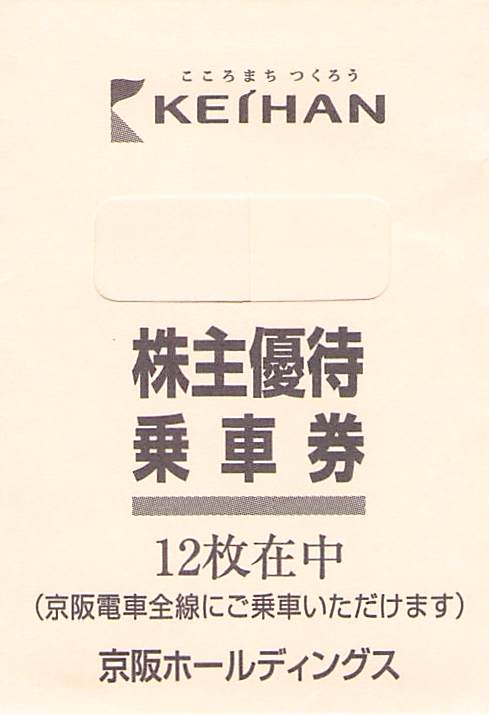 こころまち つくろう
KEIHAN
株主優待
乗車券
12枚在中
（京阪電車全線にご乗車いただけます）
京阪ホールディングス